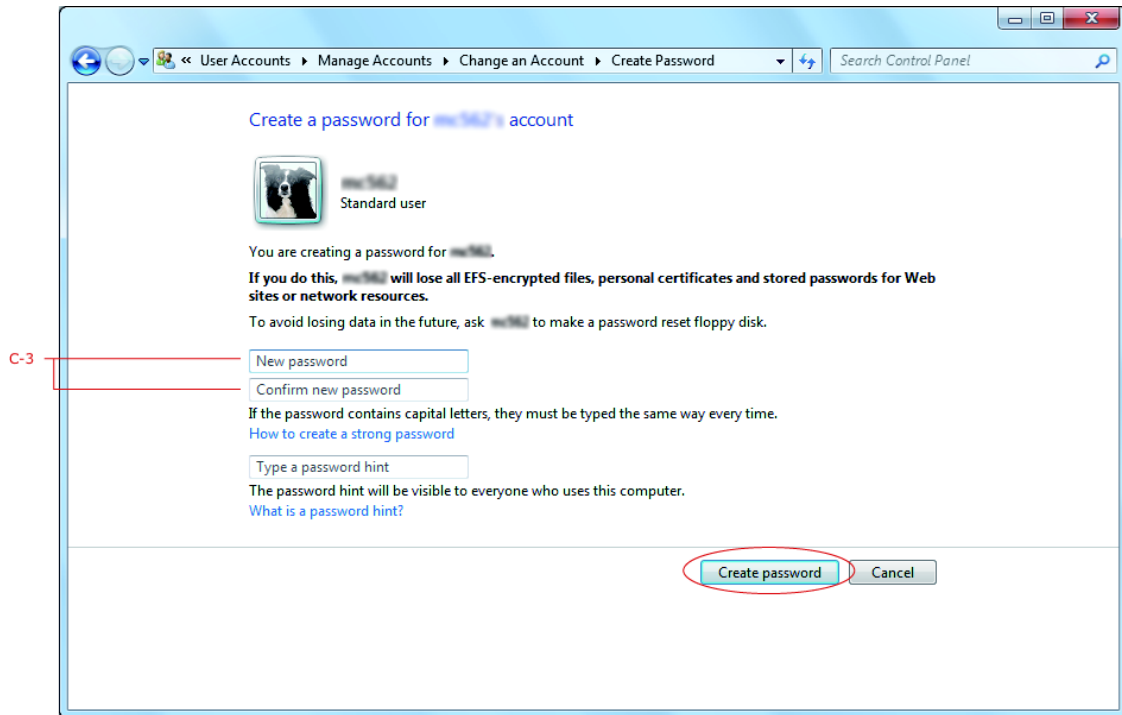 « User Accounts ▸ Manage Accounts ▸ Change an Account ▸ Create Password
Search Control Panel
Create a password for account
Standard user
You are creating a password for
If you do this, will lose all EFS-encrypted files, personal certificates and stored passwords for Web
sites or network resources.
To avoid losing data in the future, ask to make a password reset floppy disk.
C-3
New password
Confirm new password
If the password contains capital letters, they must be typed the same way every time.
How to create a strong password
Type a password hint
The password hint will be visible to everyone who uses this computer.
What is a password hint?
Create password
Cancel